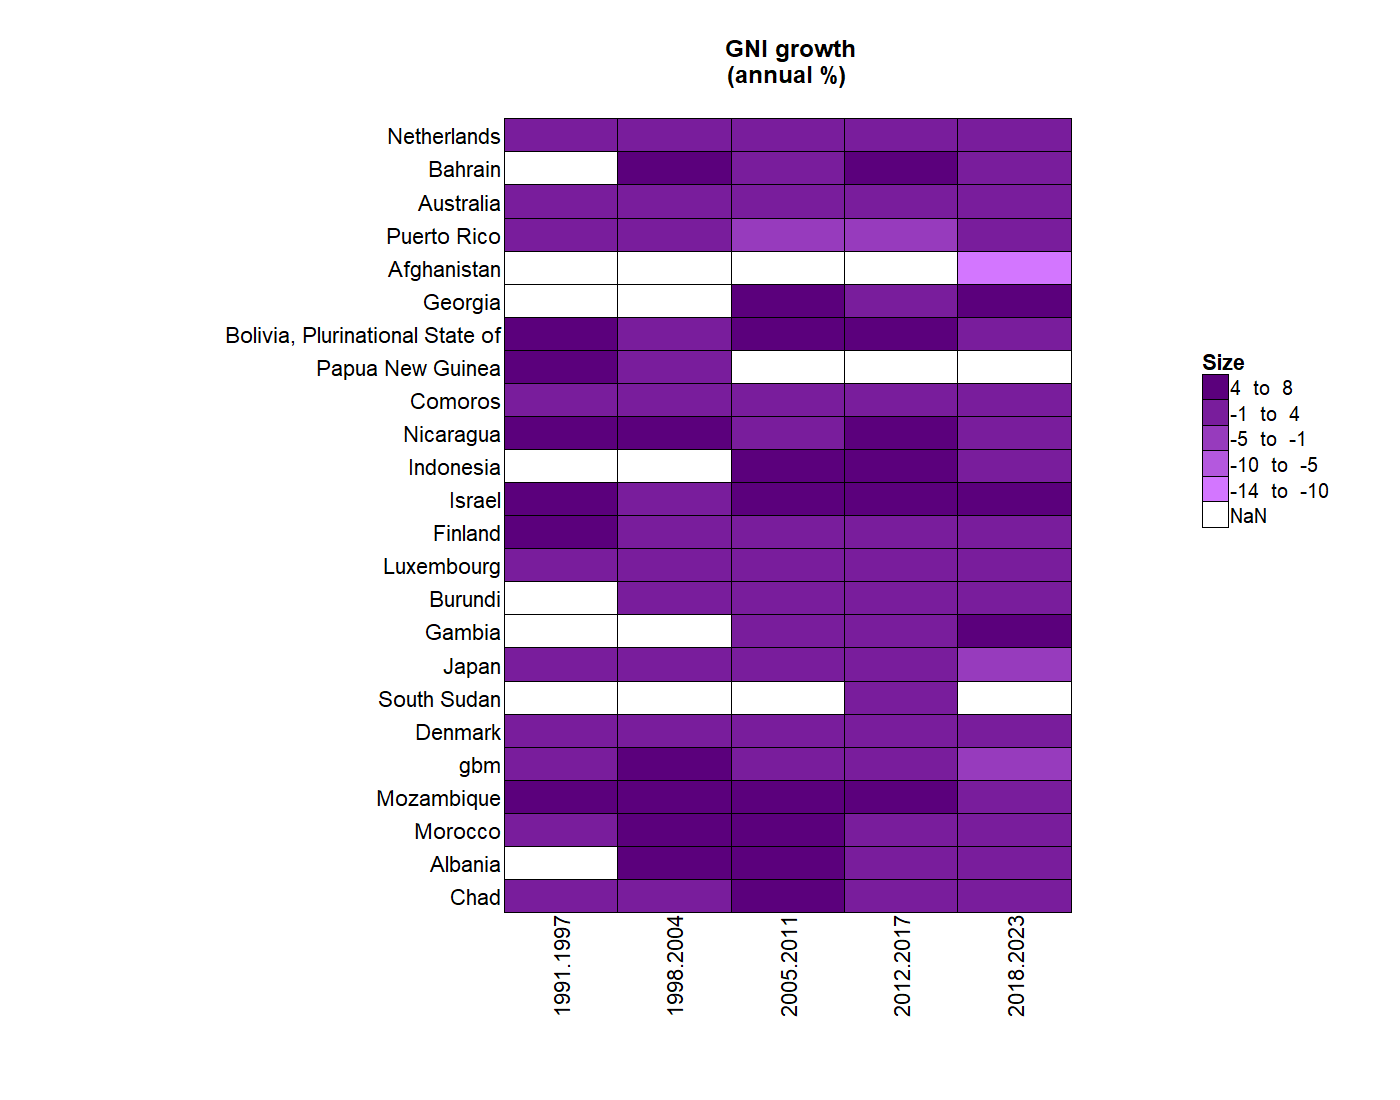 GNI growth
(annual %)
Netherlands
Bahrain
Australia
Puerto Rico
Afghanistan
Georgia
Bolivia, Plurinational State of
Papua New Guinea
Comoros
Nicaragua
Indonesia
Israel
Finland
Luxembourg
Burundi
Gambia
Japan
South Sudan
Denmark
gbm
Mozambique
Morocco
Albania
Chad
1991.1997
1998.2004
2005.2011
2012.2017
2018.2023
Size
4 to 8
-1 to 4
-5 to -1
-10 to -5
-14 to -10
NaN